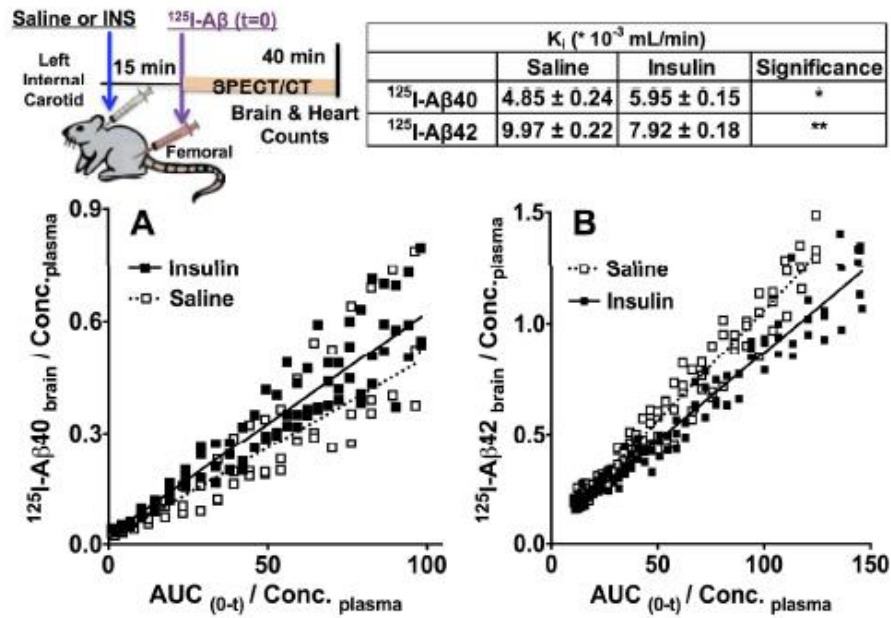 Saline or INS
¹²⁵I-Aβ (t=0)
Left
Internal
Carotid
15 min
40 min
SPECT/CT
Brain & Heart
Counts
Femoral
Kᵢ (* 10⁻³ mL/min)
Saline Insulin Significance
¹²⁵I-Aβ40 4.85 ± 0.24 5.95 ± 0.15 *
¹²⁵I-Aβ42 9.97 ± 0.22 7.92 ± 0.18 **
A
Insulin
Saline
0.9
0.6
0.3
0.0
0 50 100
¹²⁵I-Aβ40 brain / Conc.plasma
AUC (0-t) / Conc. plasma
B
Saline
Insulin
1.5
1.0
0.5
0.0
0 50 100 150
¹²⁵I-Aβ42 brain / Conc.plasma
AUC (0-t) / Conc. plasma